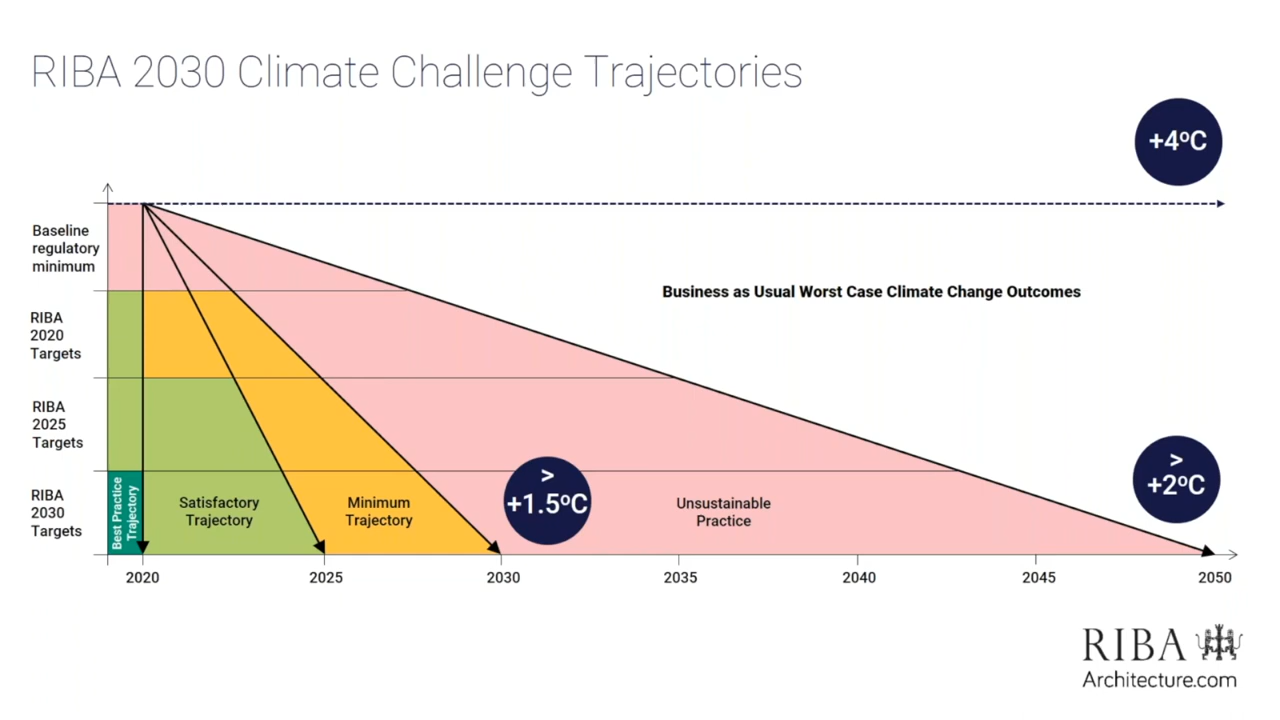 RIBA 2030 Climate Challenge Trajectories
+4ºC
Baseline
regulatory
minimum
Business as Usual Worst Case Climate Change Outcomes
RIBA
2020
Targets
RIBA
2025
Targets
RIBA
2030
Targets
Best Practice
Trajectory
Satisfactory
Trajectory
Minimum
Trajectory
>
+1.5ºC
Unsustainable
Practice
>
+2ºC
2020
2025
2030
2035
2040
2045
2050
RIBA
Architecture.com